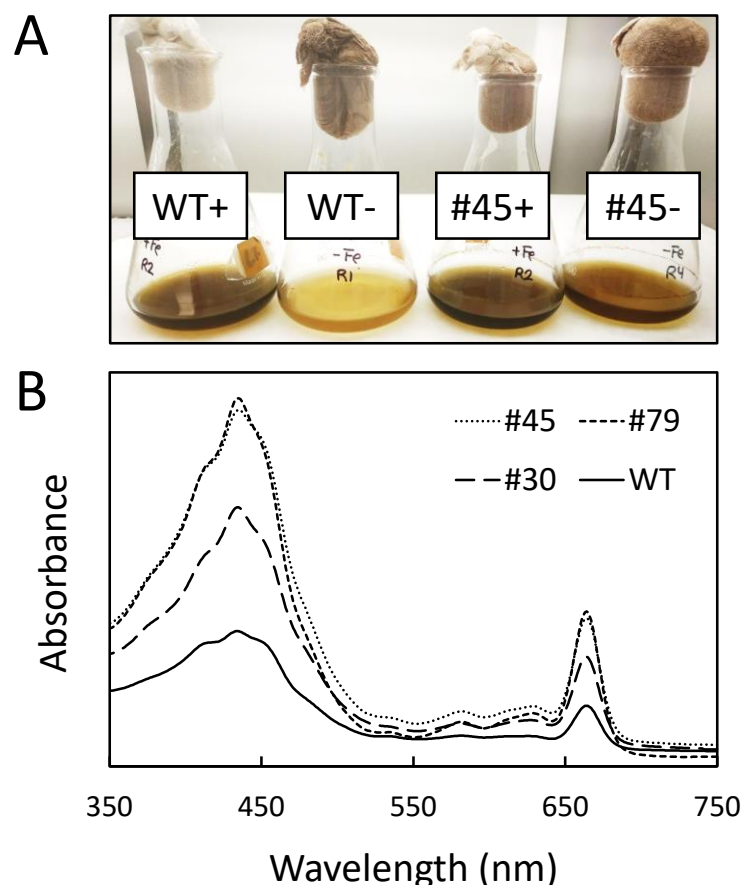 A
WT+
WT-
#45+
#45-
+Fe
R2
-Fe
R1
+Fe
R2
-Fe
R4
B
#45
#79
#30
WT
Absorbance
350
450
550
650
750
Wavelength (nm)